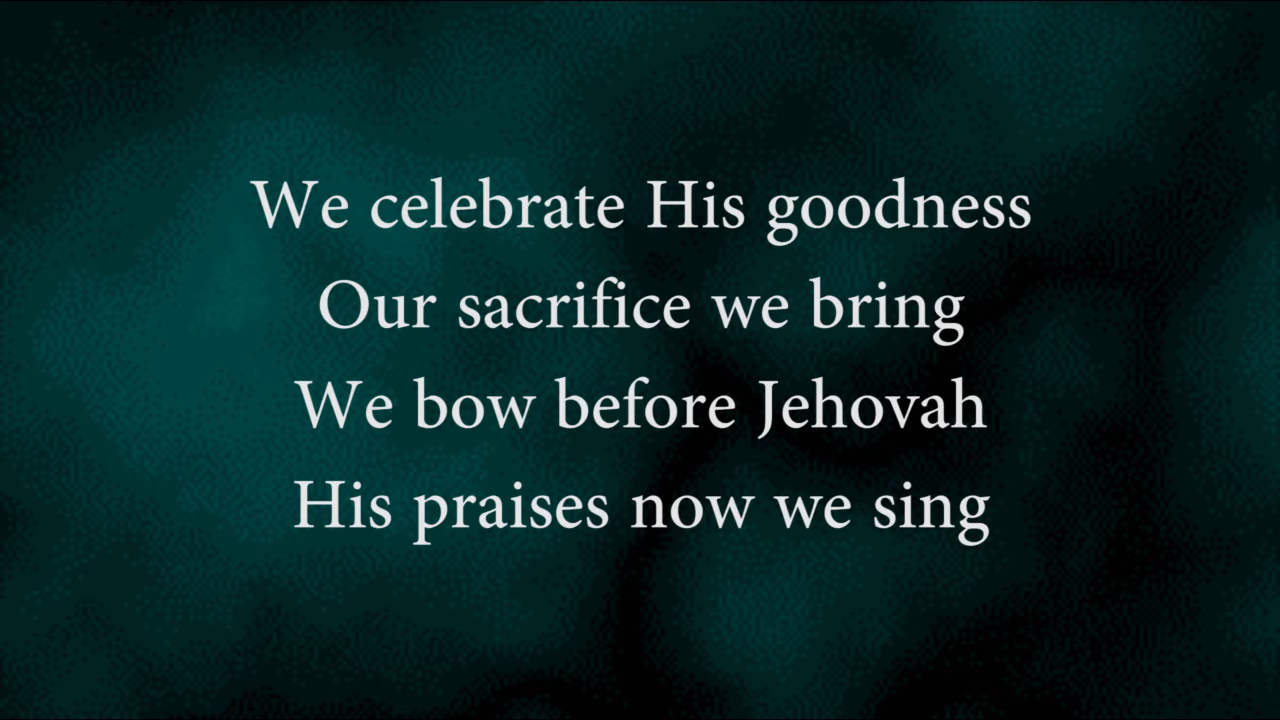 We celebrate His goodness
Our sacrifice we bring
We bow before Jehovah
His praises now we sing